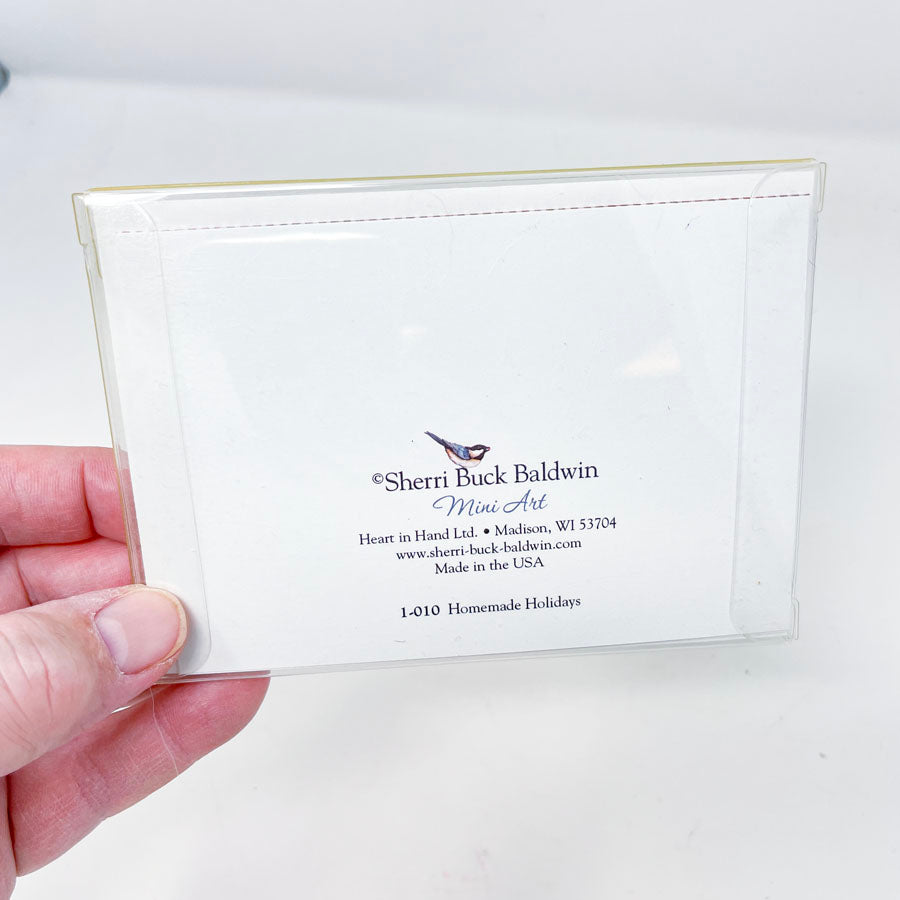 ©Sherri Buck Baldwin
Mini Art
Heart in Hand Ltd. • Madison, WI 53704
www.sherri-buck-baldwin.com
Made in the USA
1-010 Homemade Holidays